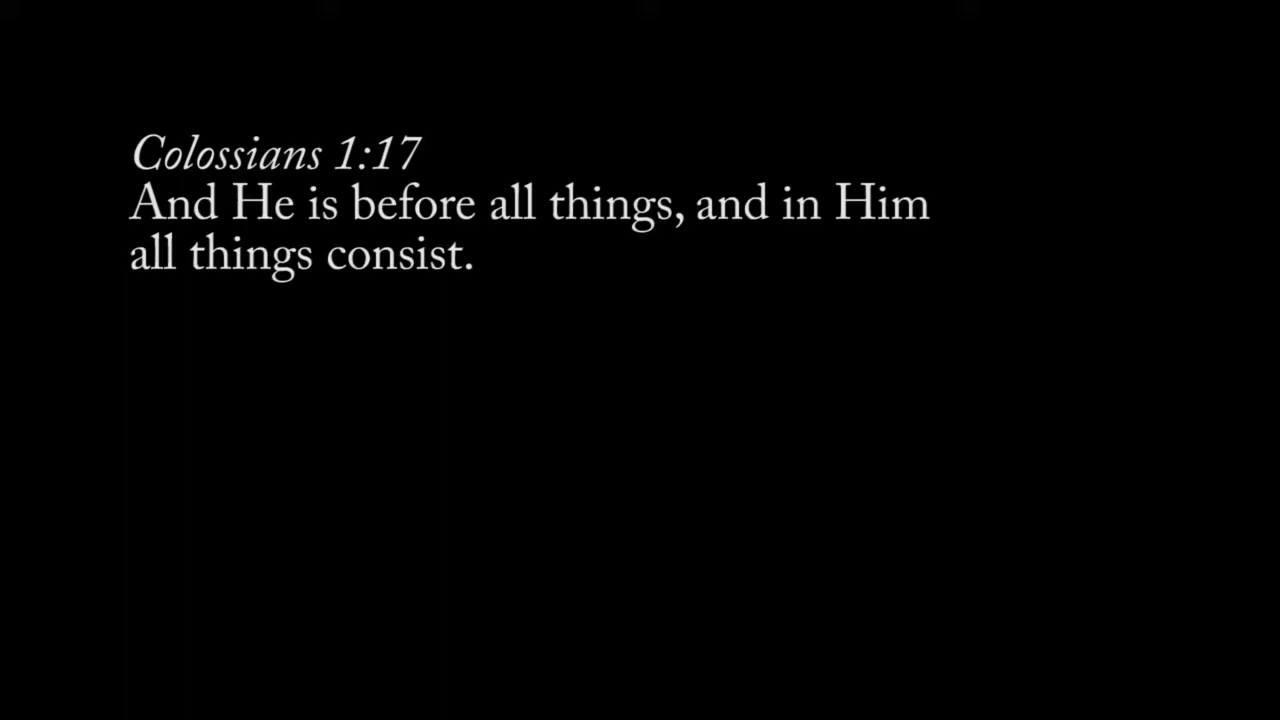 Colossians 1:17
And He is before all things, and in Him
all things consist.